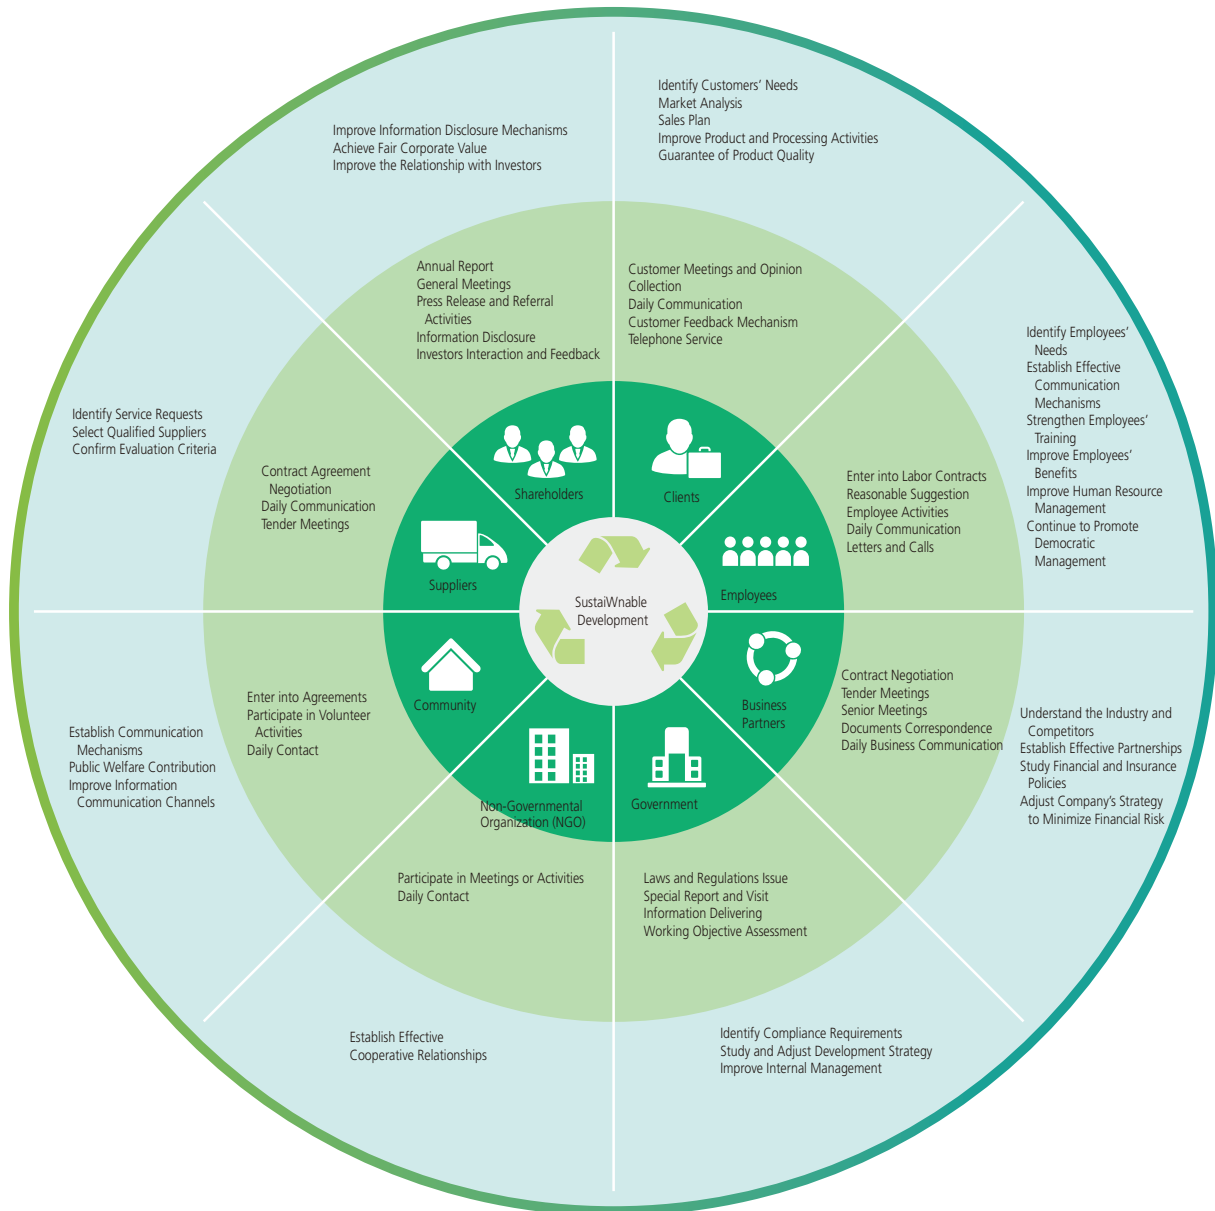 Improve Information Disclosure Mechanisms
Achieve Fair Corporate Value
Improve the Relationship with Investors
Identify Customers’ Needs
Market Analysis
Sales Plan
Improve Product and Processing Activities
Guarantee of Product Quality
Annual Report
General Meetings
Press Release and Referral
Activities
Information Disclosure
Investors Interaction and Feedback
Customer Meetings and Opinion
Collection
Daily Communication
Customer Feedback Mechanism
Telephone Service
Identify Employees’
Needs
Establish Effective
Communication
Mechanisms
Strengthen Employees’
Training
Improve Employees’
Benefits
Improve Human Resource
Management
Continue to Promote
Democratic
Management
Identify Service Requests
Select Qualified Suppliers
Confirm Evaluation Criteria
Contract Agreement
Negotiation
Daily Communication
Tender Meetings
Shareholders
Clients
Enter into Labor Contracts
Reasonable Suggestion
Employee Activities
Daily Communication
Letters and Calls
Suppliers
Employees
SustaiWnable
Development
Community
Business
Partners
Enter into Agreements
Participate in Volunteer
Activities
Daily Contact
Contract Negotiation
Tender Meetings
Senior Meetings
Documents Correspondence
Daily Business Communication
Establish Communication
Mechanisms
Public Welfare Contribution
Improve Information
Communication Channels
Understand the Industry and
Competitors
Establish Effective Partnerships
Study Financial and Insurance
Policies
Adjust Company’s Strategy
to Minimize Financial Risk
Non-Governmental
Organization (NGO)
Government
Participate in Meetings or Activities
Daily Contact
Laws and Regulations Issue
Special Report and Visit
Information Delivering
Working Objective Assessment
Establish Effective
Cooperative Relationships
Identify Compliance Requirements
Study and Adjust Development Strategy
Improve Internal Management